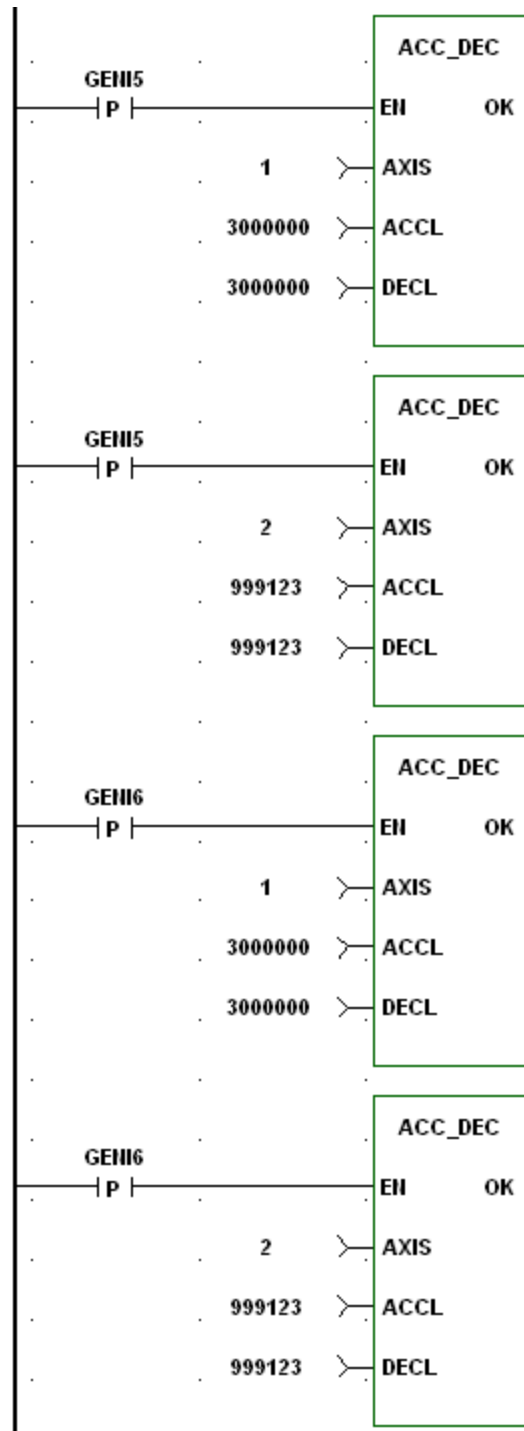 ACC_DEC
GENI5
P EN OK
1 AXIS
3000000 ACCL
3000000 DECL
ACC_DEC
GENI5
P EN OK
2 AXIS
999123 ACCL
999123 DECL
ACC_DEC
GENI6
P EN OK
1 AXIS
3000000 ACCL
3000000 DECL
ACC_DEC
GENI6
P EN OK
2 AXIS
999123 ACCL
999123 DECL